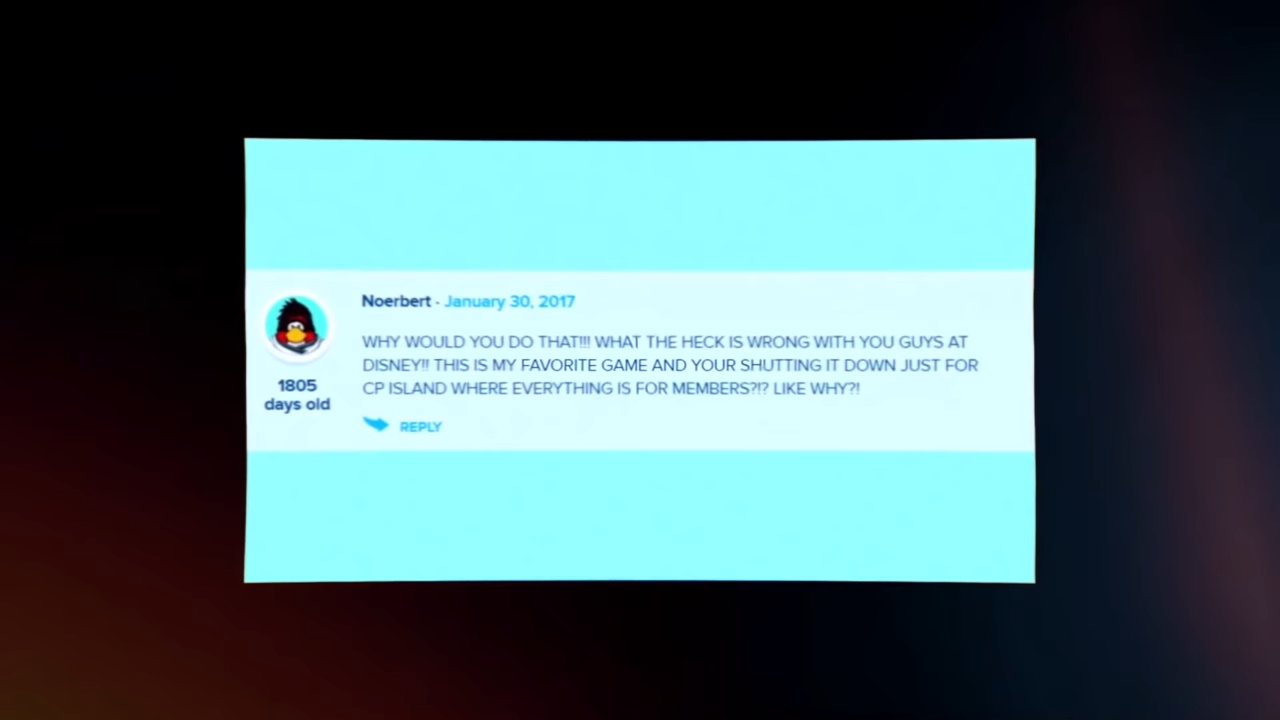 Noerbert · January 30, 2017
WHY WOULD YOU DO THAT!!! WHAT THE HECK IS WRONG WITH YOU GUYS AT
DISNEY!! THIS IS MY FAVORITE GAME AND YOUR SHUTTING IT DOWN JUST FOR
CP ISLAND WHERE EVERYTHING IS FOR MEMBERS?!? LIKE WHY?!
1805
days old
REPLY